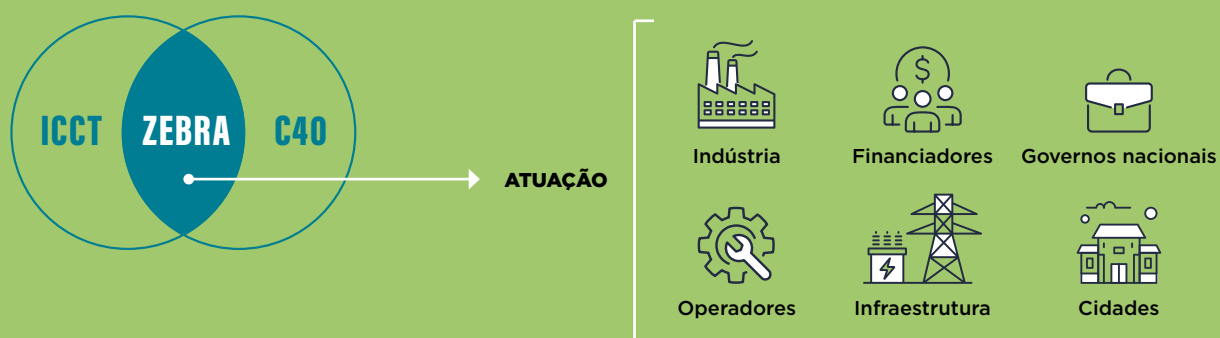 ICCT ZEBRA C40
ATUAÇÃO
$
Indústria
Financiadores
Governos nacionais
Operadores
Infraestrutura
Cidades